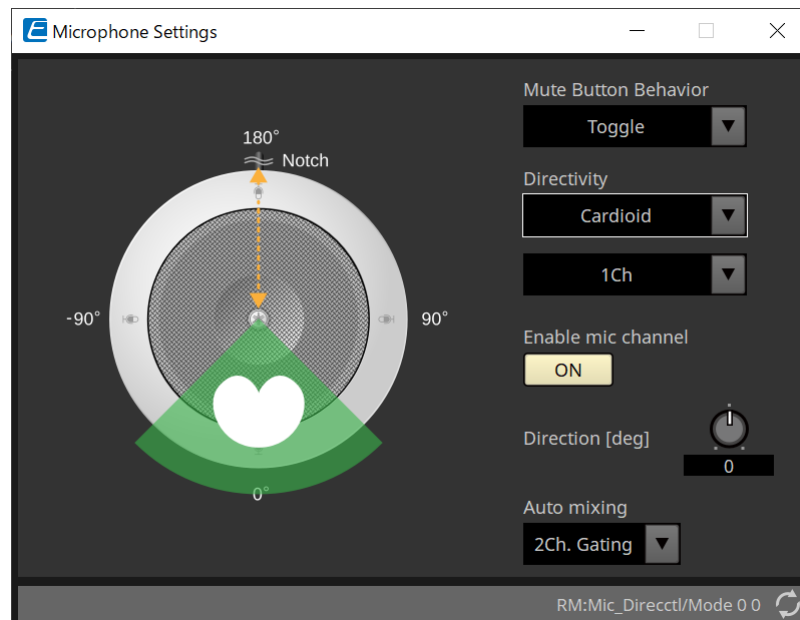 Microphone Settings
Mute Button Behavior
Toggle
180°
Notch
Directivity
Cardioid
1Ch
-90°
90°
Enable mic channel
ON
Direction [deg]
0
0°
Auto mixing
2Ch. Gating
RM:Mic_Direcctl/Mode 0 0